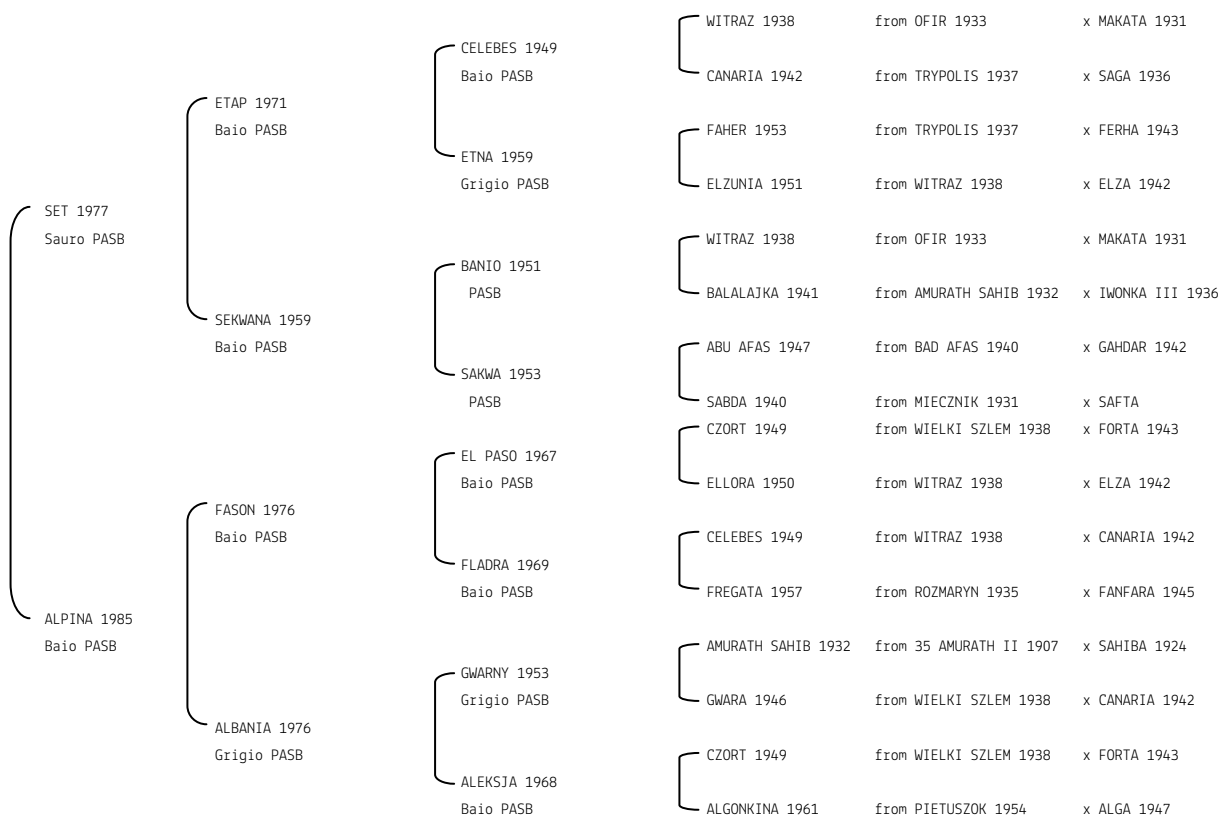 WITRAZ 1938 from OFIR 1933 x MAKATA 1931
CELEBES 1949
Baio PASB CANARIA 1942 from TRYPOLIS 1937 x SAGA 1936
ETAP 1971
Baio PASB FAHER 1953 from TRYPOLIS 1937 x FERHA 1943
ETNA 1959
Grigio PASB ELZUNIA 1951 from WITRAZ 1938 x ELZA 1942
SET 1977
Sauro PASB WITRAZ 1938 from OFIR 1933 x MAKATA 1931
BANIO 1951
PASB BALALAJKA 1941 from AMURATH SAHIB 1932 x IWONKA III 1936
SEKWANA 1959
Baio PASB ABU AFAS 1947 from BAD AFAS 1940 x GAHDAR 1942
SAKWA 1953
PASB SABDA 1940 from MIECZNIK 1931 x SAFTA
CZORT 1949 from WIELKI SZLEM 1938 x FORTA 1943
EL PASO 1967
Baio PASB ELLORA 1950 from WITRAZ 1938 x ELZA 1942
FASON 1976
Baio PASB CELEBES 1949 from WITRAZ 1938 x CANARIA 1942
FLADRA 1969
Baio PASB FREGATA 1957 from ROZMARYN 1935 x FANFARA 1945
ALPINA 1985
Baio PASB AMURATH SAHIB 1932 from 35 AMURATH II 1907 x SAHIBA 1924
GWARNY 1953
Grigio PASB GWARA 1946 from WIELKI SZLEM 1938 x CANARIA 1942
ALBANIA 1976
Grigio PASB CZORT 1949 from WIELKI SZLEM 1938 x FORTA 1943
ALEKSJA 1968
Baio PASB ALGONKINA 1961 from PIETUSZOK 1954 x ALGA 1947